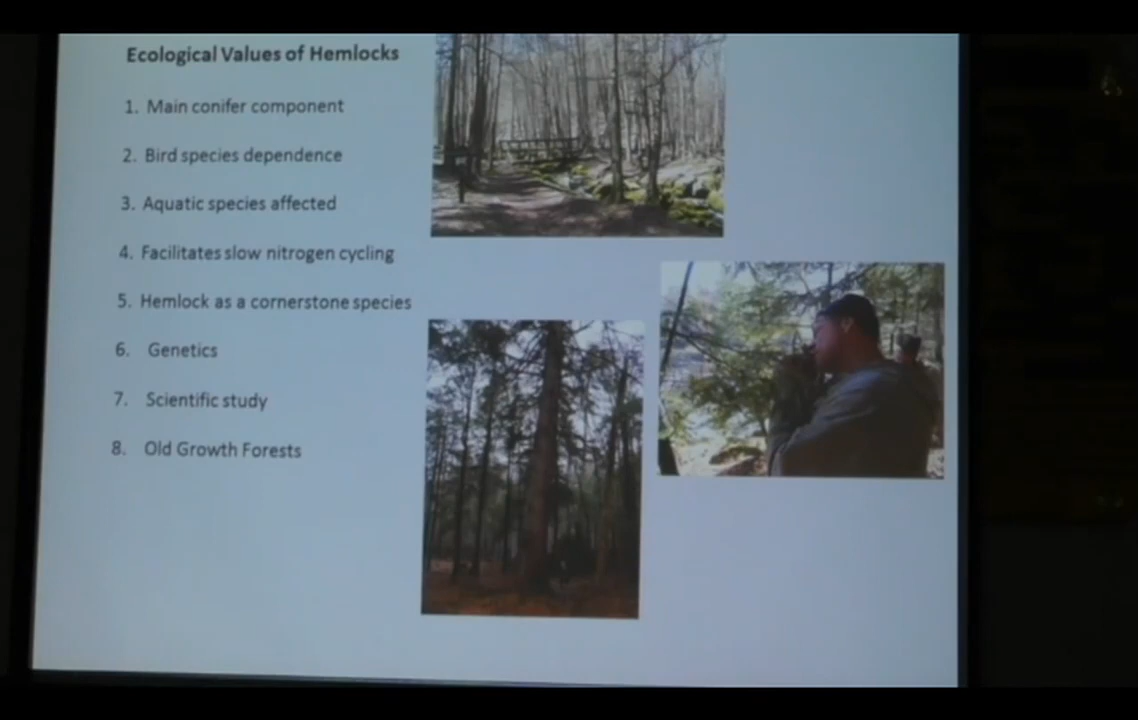 Ecological Values of Hemlocks
1. Main conifer component
2. Bird species dependence
3. Aquatic species affected
4. Facilitates slow nitrogen cycling
5. Hemlock as a cornerstone species
6. Genetics
7. Scientific study
8. Old Growth Forests